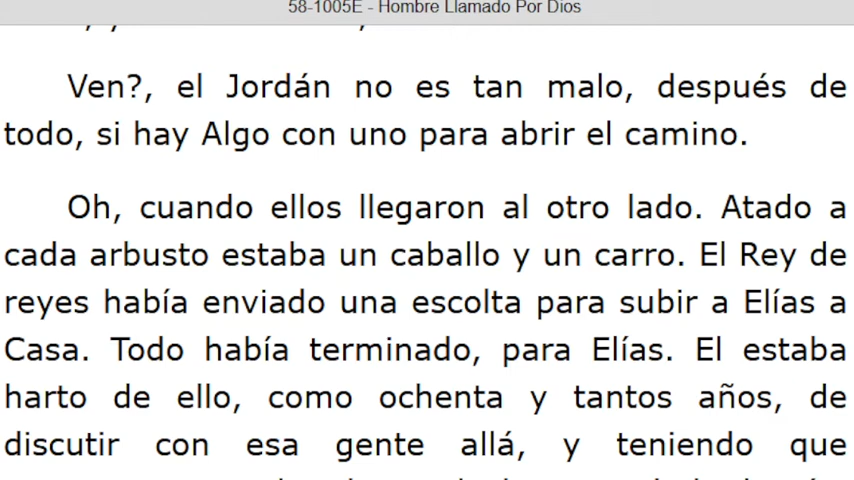 58-1005E - Hombre Llamado Por Dios
Ven?, el Jordán no es tan malo, después de
todo, si hay Algo con uno para abrir el camino.
Oh, cuando ellos llegaron al otro lado. Atado a
cada arbusto estaba un caballo y un carro. El Rey de
reyes había enviado una escolta para subir a Elías a
Casa. Todo había terminado, para Elías. El estaba
harto de ello, como ochenta y tantos años, de
discutir con esa gente allá, y teniendo que